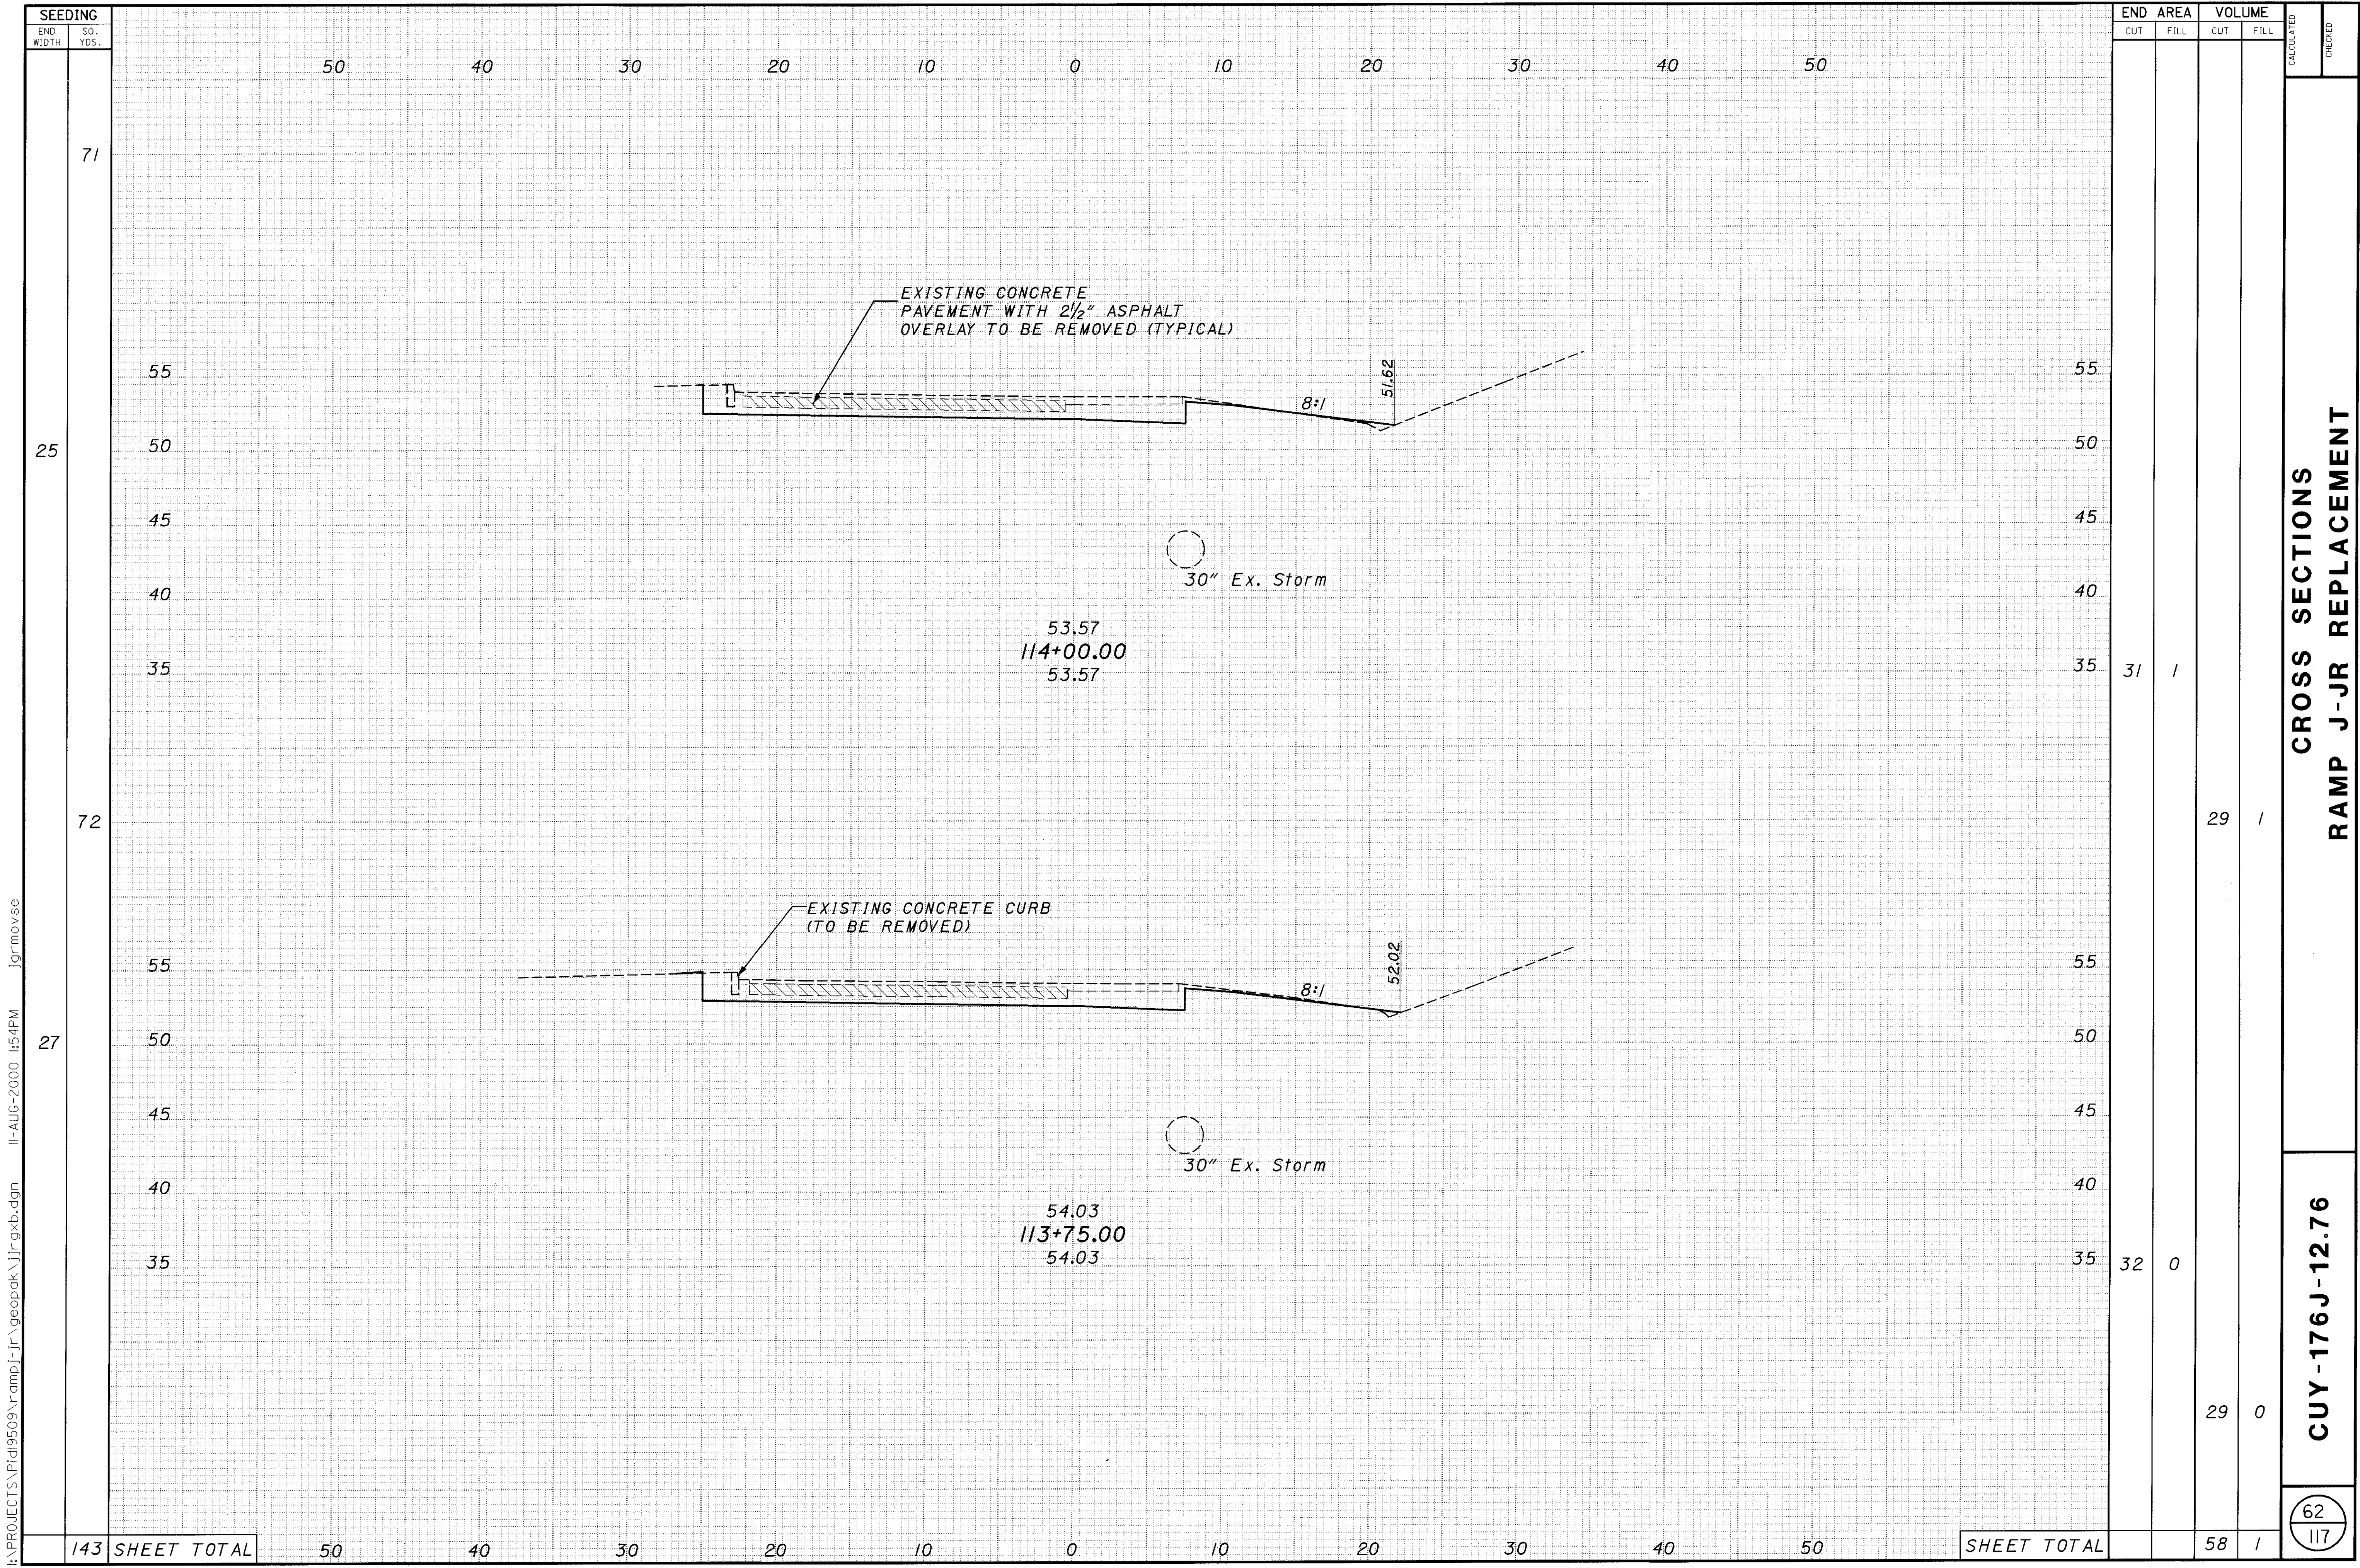 SEEDING
END WIDTH
SQ. YDS.
END AREA
VOLUME
CUT
FILL
CUT
FILL
CALCULATED
CHECKED
50 40 30 20 10 0 10 20 30 40 50
71
EXISTING CONCRETE
PAVEMENT WITH 2½" ASPHALT
OVERLAY TO BE REMOVED (TYPICAL)
51.62
8:1
55 55
25
50 50
45 45
30" Ex. Storm
40 40
53.57
114+00.00
53.57
35 35
31 1
72
29 1
EXISTING CONCRETE CURB
(TO BE REMOVED)
52.02
8:1
55 55
27
50 50
45 45
30" Ex. Storm
40 40
54.03
113+75.00
54.03
35 35
32 0
29 0
143 SHEET TOTAL
50 40 30 20 10 0 10 20 30 40 50
SHEET TOTAL
58 1
CROSS SECTIONS
RAMP J-JR REPLACEMENT
CUY-176J-12.76
62
117
I:\PROJECTS\Pid19509\rampj-jr\geopak\jjrgxb.dgn 11-AUG-2000 1:54PM jgrmovse